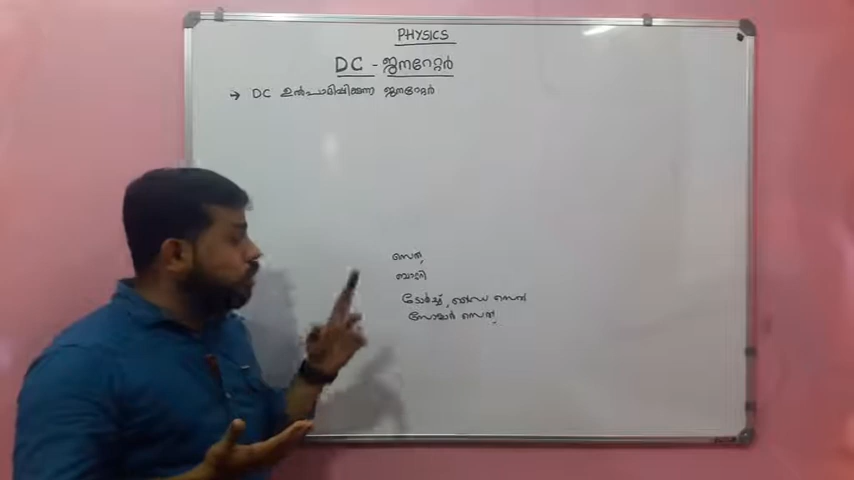 PHYSICS
DC - ജനറേറ്റർ
→ DC ഉൽപാദിപ്പിക്കുന്ന ജനറേറ്റർ
സെൽ
ബാറ്ററി
ടോർച്ച്, സെൽ
സോളാർ സെൽ